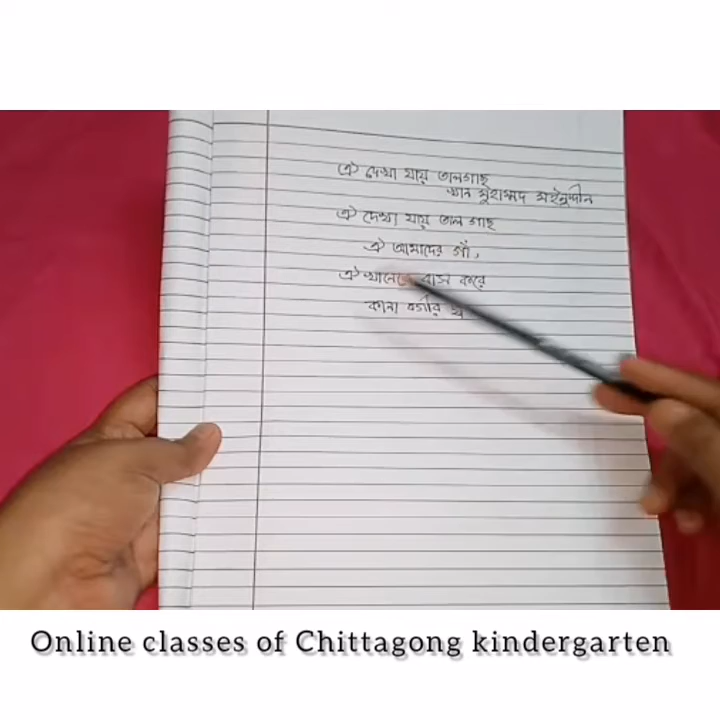 ঐ দেখা যায় তালগাছ
খান মুহাম্মদ মইনুদ্দীন
ঐ দেখা যায় তাল গাছ
ঐ আমাদের গাঁ,
ঐ খানেতে বাস করে
কানা বগীর
Online classes of Chittagong kindergarten